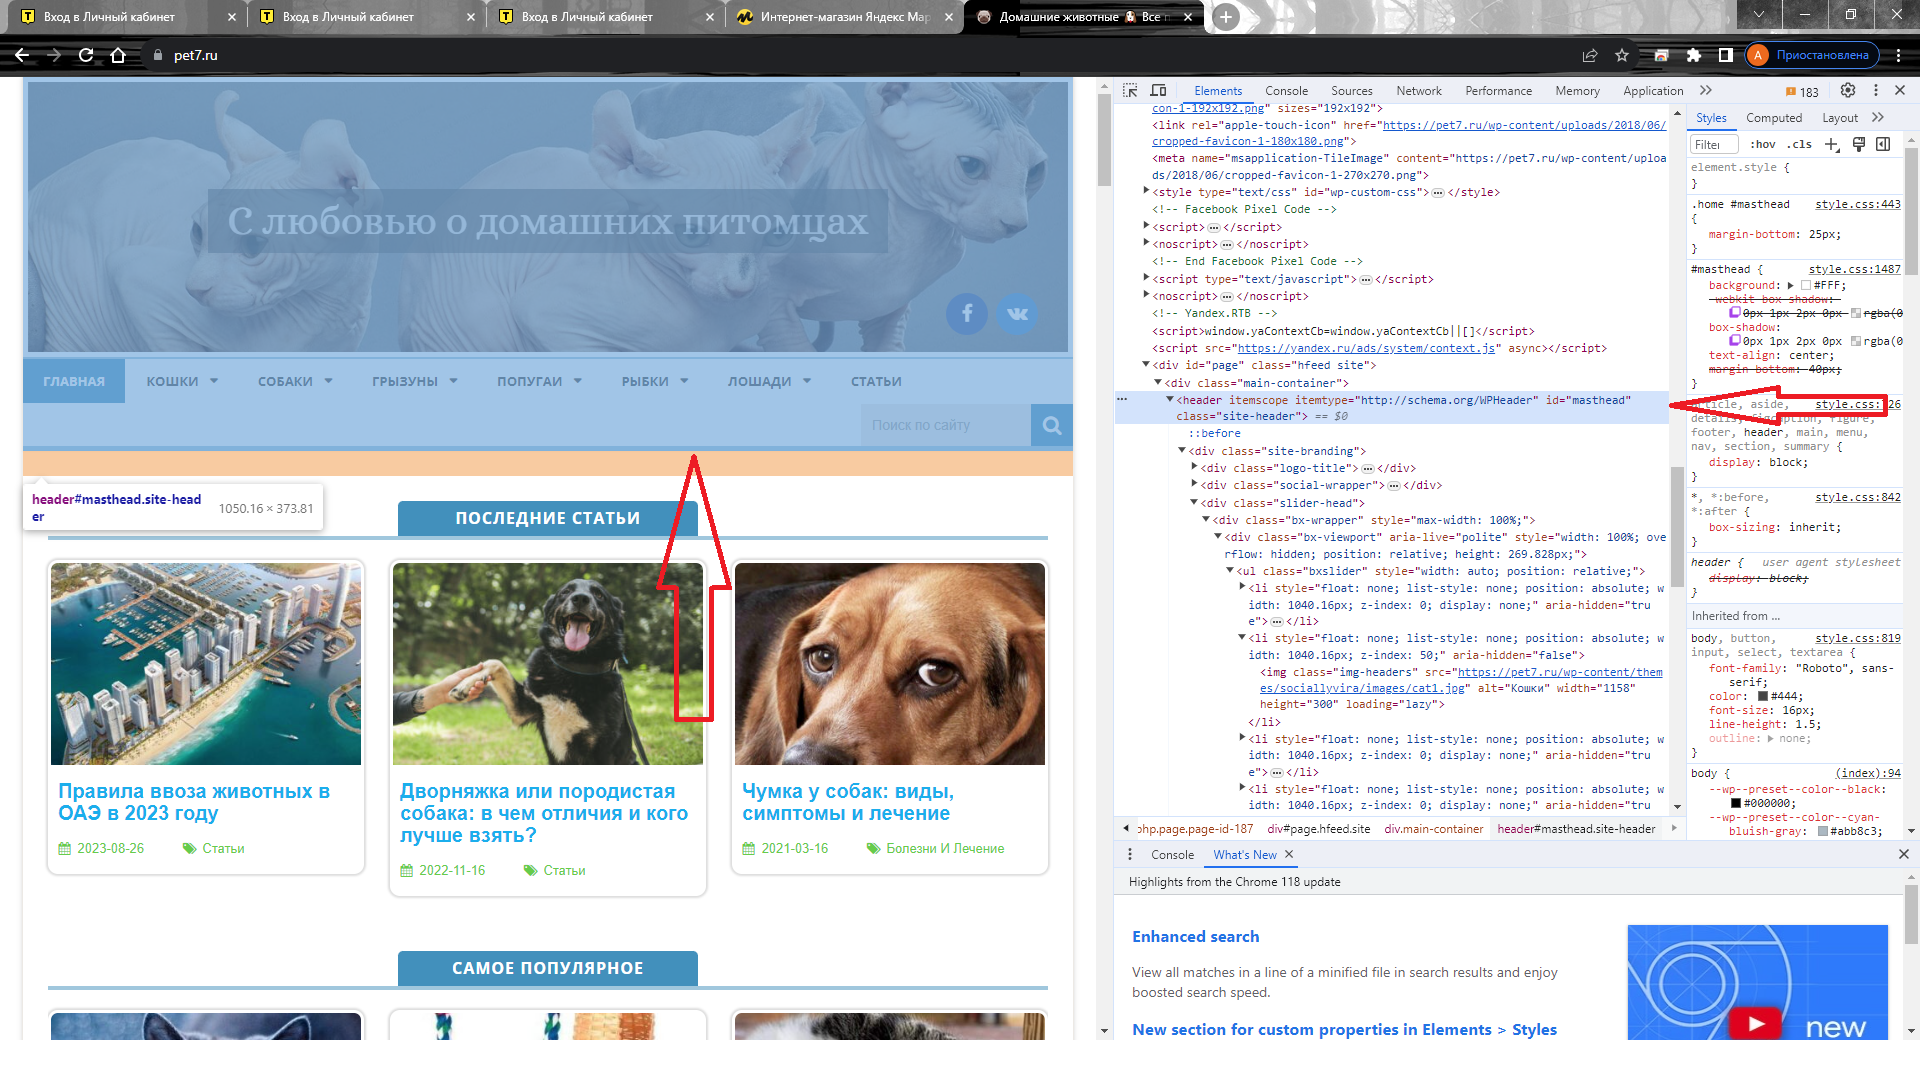 Вход в Личный кабинет
Вход в Личный кабинет
Вход в Личный кабинет
Интернет-магазин Яндекс Мар
Домашние животные Все
pet7.ru
А Приостановлена
С любовью о домашних питомцах
ГЛАВНАЯ КОШКИ СОБАКИ ГРЫЗУНЫ ПОПУГАИ РЫБКИ ЛОШАДИ СТАТЬИ
Поиск по сайту
header#masthead.site-head
er
1050.16 × 373.81
ПОСЛЕДНИЕ СТАТЬИ
Правила ввоза животных в
ОАЭ в 2023 году
2023-08-26 Статьи
Дворняжка или породистая
собака: в чем отличия и кого
лучше взять?
2022-11-16 Статьи
Чумка у собак: виды,
симптомы и лечение
2021-03-16 Болезни И Лечение
САМОЕ ПОПУЛЯРНОЕ
Elements Console Sources Network Performance Memory Application 183
con-1-192x192.png" sizes="192x192">
<link rel="apple-touch-icon" href="https://pet7.ru/wp-content/uploads/2018/06/
cropped-favicon-1-180x180.png">
<meta name="msapplication-TileImage" content="https://pet7.ru/wp-content/uploa
ds/2018/06/cropped-favicon-1-270x270.png">
<style type="text/css" id="wp-custom-css">…</style>
<!-- Facebook Pixel Code -->
<script>…</script>
<noscript>…</noscript>
<!-- End Facebook Pixel Code -->
<script type="text/javascript">…</script>
<noscript>…</noscript>
<!-- Yandex.RTB -->
<script>window.yaContextCb=window.yaContextCb||[]</script>
<script src="https://yandex.ru/ads/system/context.js" async></script>
<div id="page" class="hfeed site">
<div class="main-container">
<header itemscope itemtype="http://schema.org/WPHeader" id="masthead"
class="site-header"> == $0
::before
<div class="site-branding">
<div class="logo-title">…</div>
<div class="social-wrapper">…</div>
<div class="slider-head">
<div class="bx-wrapper" style="max-width: 100%;">
<div class="bx-viewport" aria-live="polite" style="width: 100%; ove
rflow: hidden; position: relative; height: 269.828px;">
<ul class="bxslider" style="width: auto; position: relative;">
<li style="float: none; list-style: none; position: absolute; w
idth: 1040.16px; z-index: 0; display: none;" aria-hidden="tru
e">…</li>
<li style="float: none; list-style: none; position: absolute; w
idth: 1040.16px; z-index: 50;" aria-hidden="false">
<img class="img-headers" src="https://pet7.ru/wp-content/them
es/sociallyvira/images/cat1.jpg" alt="Кошки" width="1158"
height="300" loading="lazy">
</li>
<li style="float: none; list-style: none; position: absolute; w
idth: 1040.16px; z-index: 0; display: none;" aria-hidden="tru
e">…</li>
<li style="float: none; list-style: none; position: absolute; w
idth: 1040.16px; z-index: 0; display: none;" aria-hidden="tru
php.page.page-id-187 div#page.hfeed.site div.main-container header#masthead.site-header
Styles Computed Layout
Filter :hov .cls
element.style {
}
.home #masthead style.css:443
{
margin-bottom: 25px;
}
#masthead { style.css:1487
background: #FFF;
-webkit-box-shadow:
0px 1px 2px 0px rgba(0
box-shadow:
0px 1px 2px 0px rgba(0
text-align: center;
margin-bottom: 40px;
}
article, aside, style.css:726
details, figcaption, figure,
footer, header, main, menu,
nav, section, summary {
display: block;
}
*, *:before, style.css:842
*:after {
box-sizing: inherit;
}
header { user agent stylesheet
display: block;
}
Inherited from ...
body, button, style.css:819
input, select, textarea {
font-family: "Roboto", sans-
serif;
color: #444;
font-size: 16px;
line-height: 1.5;
outline: none;
}
body { (index):94
--wp--preset--color--black:
#000000;
--wp--preset--color--cyan-
bluish-gray: #abb8c3;
Console What's New
Highlights from the Chrome 118 update
Enhanced search
View all matches in a line of a minified file in search results and enjoy
boosted search speed.
New section for custom properties in Elements > Styles
new